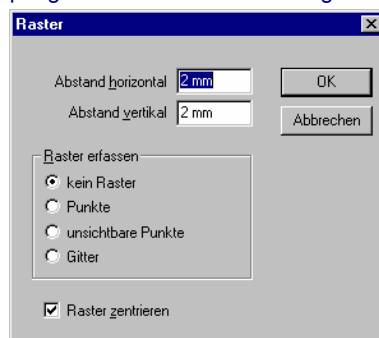 Raster
Abstand horizontal 2 mm
OK
Abstand vertikal 2 mm
Abbrechen
Raster erfassen
kein Raster
Punkte
unsichtbare Punkte
Gitter
Raster zentrieren